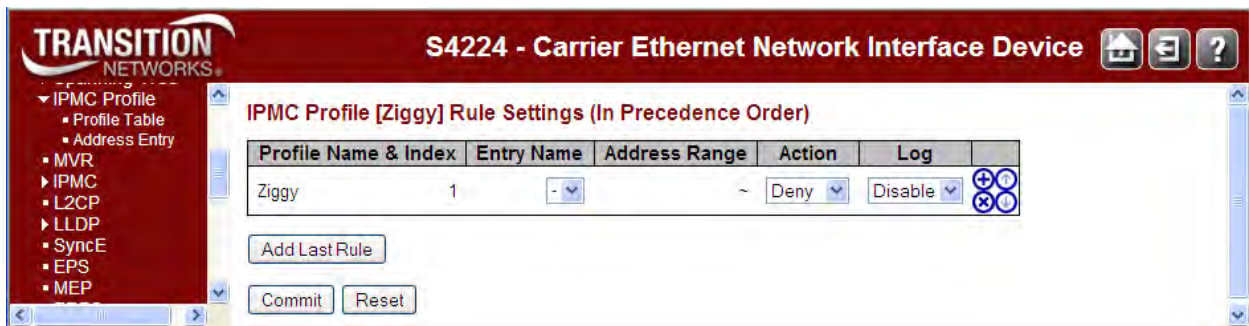 TRANSITION
NETWORKS®
S4224 - Carrier Ethernet Network Interface Device
?
IPMC Profile
Profile Table
Address Entry
MVR
IPMC
L2CP
LLDP
SyncE
EPS
MEP
IPMC Profile [Ziggy] Rule Settings (In Precedence Order)
Profile Name & Index Entry Name Address Range Action Log
Ziggy 1 - ~ Deny Disable
Add Last Rule
Commit Reset